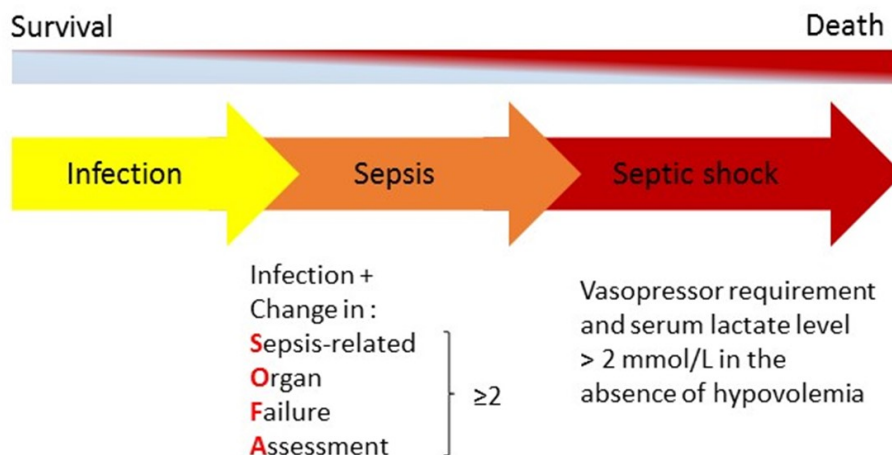 Survival
Death
Infection
Sepsis
Septic shock
Infection +
Change in :
Sepsis-related
Organ
Failure
Assessment
≥2
Vasopressor requirement
and serum lactate level
> 2 mmol/L in the
absence of hypovolemia